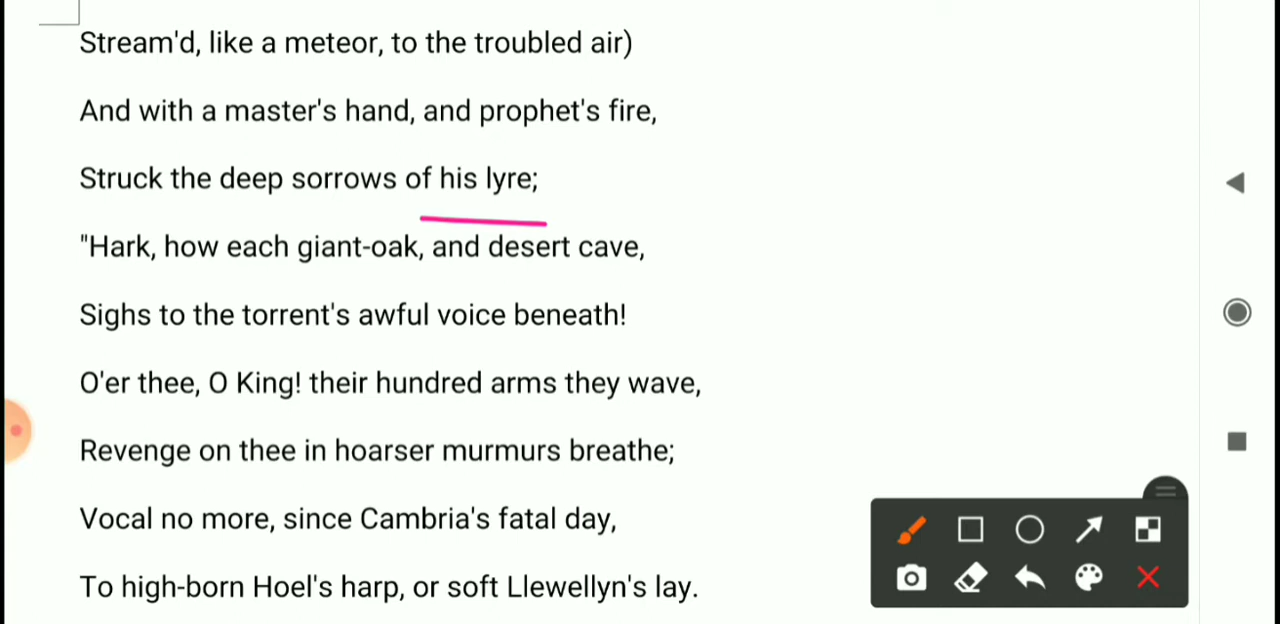 Stream'd, like a meteor, to the troubled air)
And with a master's hand, and prophet's fire,
Struck the deep sorrows of his lyre;
"Hark, how each giant-oak, and desert cave,
Sighs to the torrent's awful voice beneath!
O'er thee, O King! their hundred arms they wave,
Revenge on thee in hoarser murmurs breathe;
Vocal no more, since Cambria's fatal day,
To high-born Hoel's harp, or soft Llewellyn's lay.